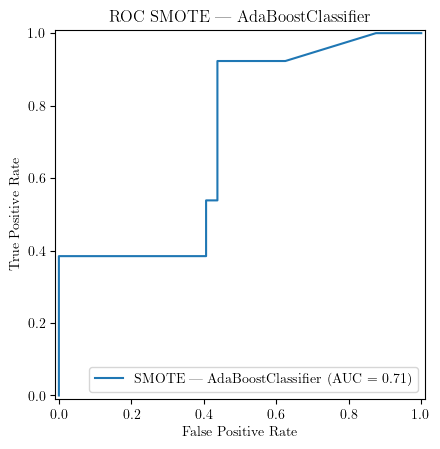 ROC SMOTE — AdaBoostClassifier
1.0
0.8
0.6
0.4
0.2
0.0
True Positive Rate
SMOTE — AdaBoostClassifier (AUC = 0.71)
0.0 0.2 0.4 0.6 0.8 1.0
False Positive Rate